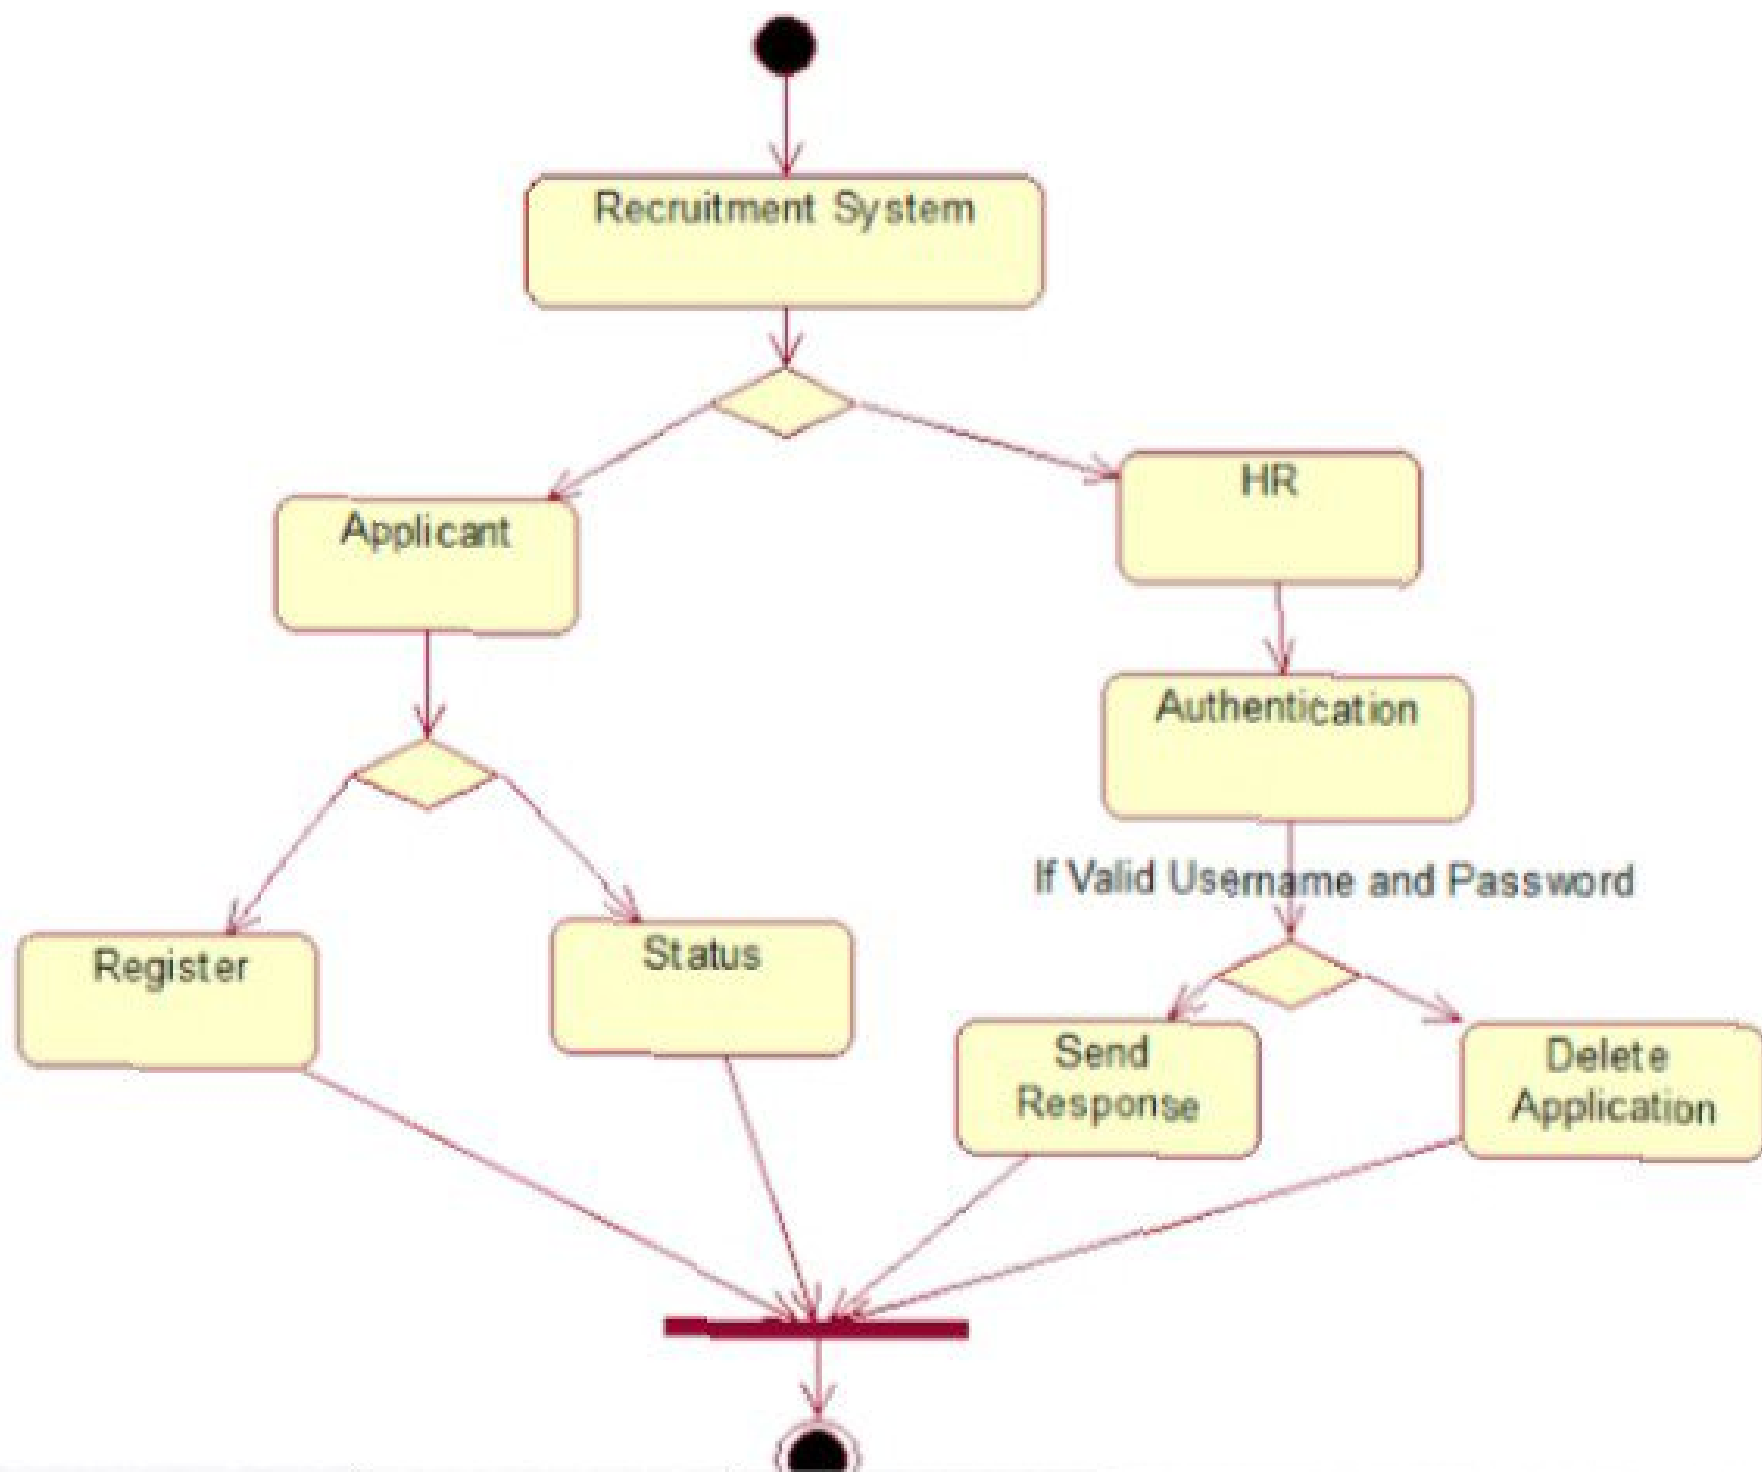 Recruitment System
HR
Applicant
Authentication
If Valid Username and Password
Register
Status
Send
Response
Delete
Application